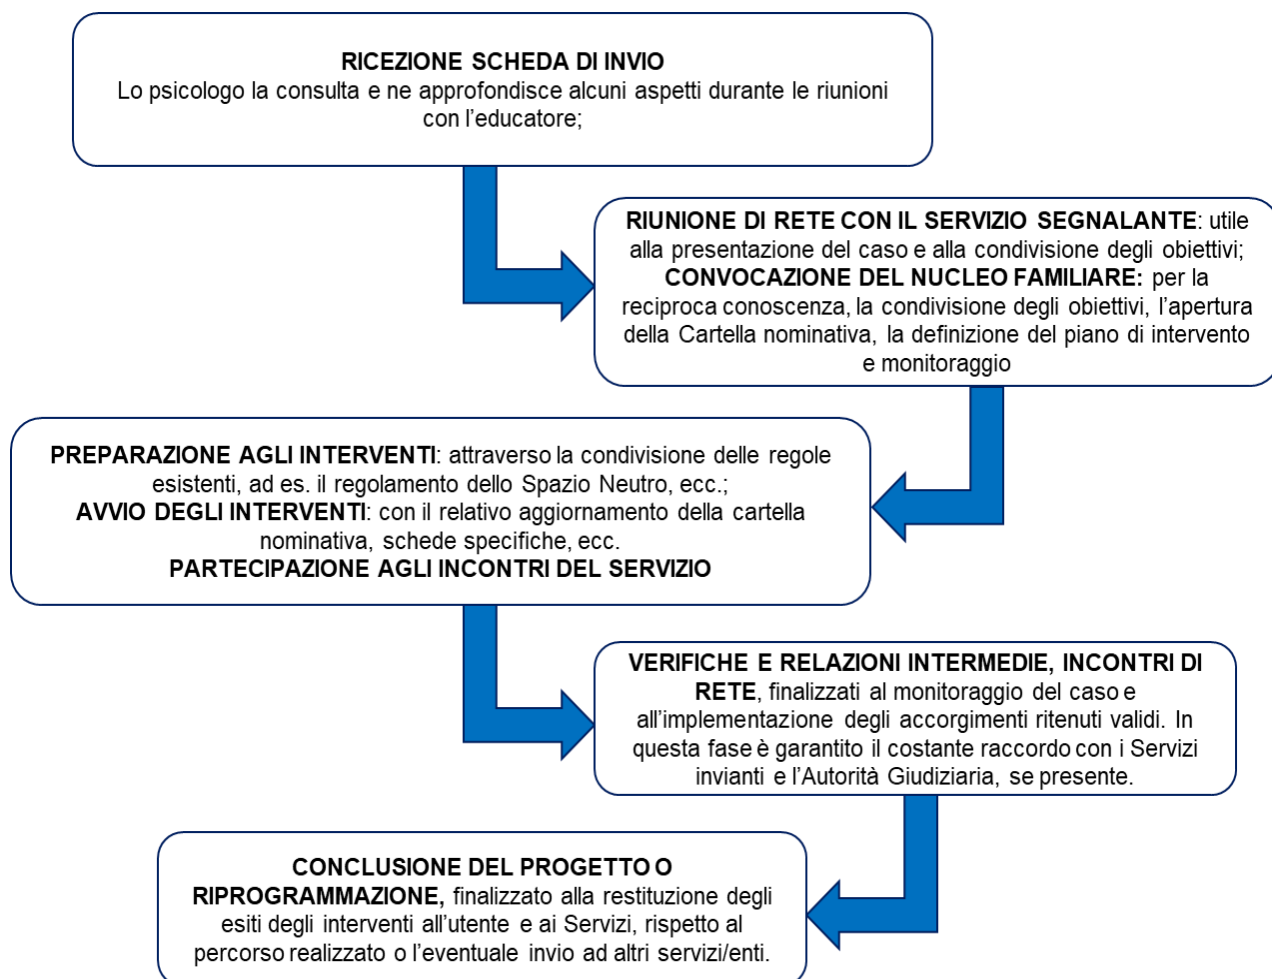 RICEZIONE SCHEDA DI INVIO
Lo psicologo la consulta e ne approfondisce alcuni aspetti durante le riunioni
con l’educatore;
RIUNIONE DI RETE CON IL SERVIZIO SEGNALANTE: utile
alla presentazione del caso e alla condivisione degli obiettivi;
CONVOCAZIONE DEL NUCLEO FAMILIARE: per la
reciproca conoscenza, la condivisione degli obiettivi, l’apertura
della Cartella nominativa, la definizione del piano di intervento
e monitoraggio
PREPARAZIONE AGLI INTERVENTI: attraverso la condivisione delle regole
esistenti, ad es. il regolamento dello Spazio Neutro, ecc.;
AVVIO DEGLI INTERVENTI: con il relativo aggiornamento della cartella
nominativa, schede specifiche, ecc.
PARTECIPAZIONE AGLI INCONTRI DEL SERVIZIO
VERIFICHE E RELAZIONI INTERMEDIE, INCONTRI DI
RETE, finalizzati al monitoraggio del caso e
all’implementazione degli accorgimenti ritenuti validi. In
questa fase è garantito il costante raccordo con i Servizi
invianti e l’Autorità Giudiziaria, se presente.
CONCLUSIONE DEL PROGETTO O
RIPROGRAMMAZIONE, finalizzato alla restituzione degli
esiti degli interventi all’utente e ai Servizi, rispetto al
percorso realizzato o l’eventuale invio ad altri servizi/enti.